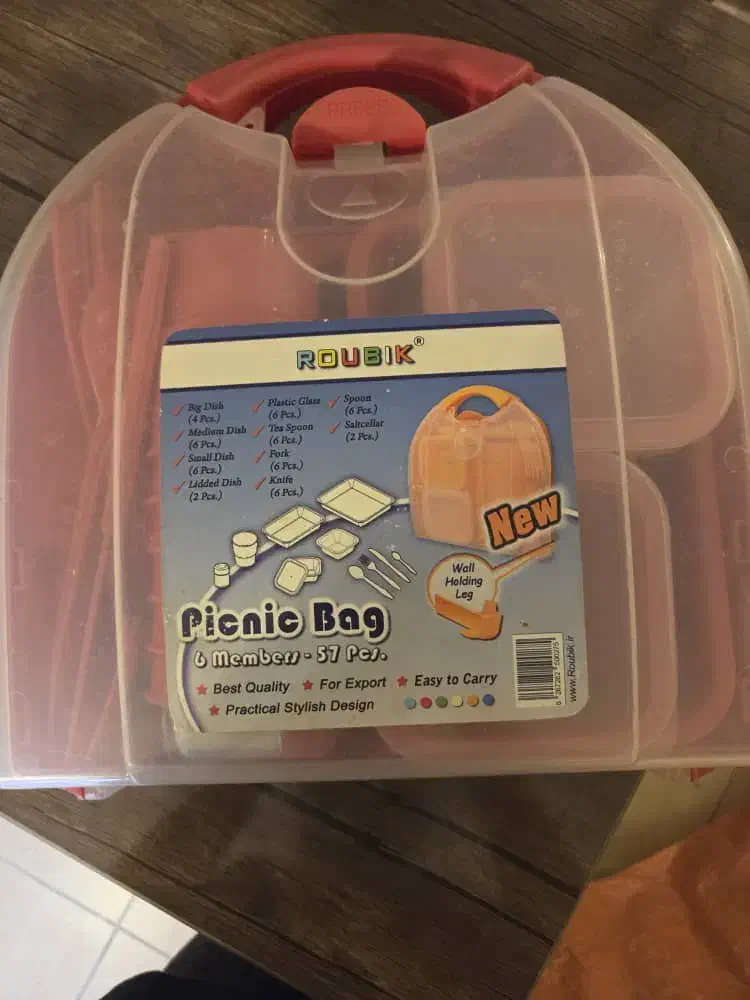 PRESS
ROUBIK®
Big Dish
(4 Pcs.)
Medium Dish
(6 Pcs.)
Small Dish
(6 Pcs.)
Lidded Dish
(2 Pcs.)
Plastic Glass
(6 Pcs.)
Tea Spoon
(6 Pcs.)
Fork
(6 Pcs.)
Knife
(6 Pcs.)
Spoon
(6 Pcs.)
Saltcellar
(2 Pcs.)
New
Wall
Holding
Leg
Picnic Bag
6 Members - 57 Pcs.
Best Quality
For Export
Easy to Carry
Practical Stylish Design
www.Roubik.ir